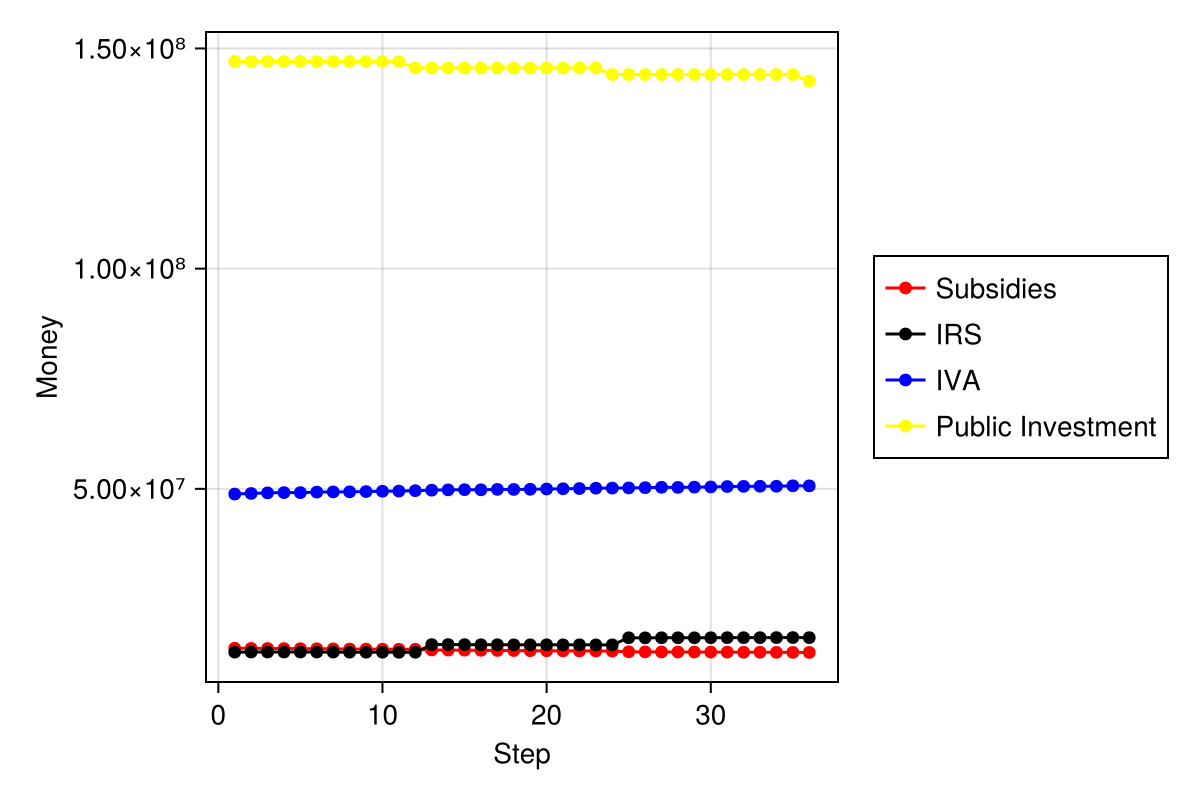 1.50×10⁸
1.00×10⁸
5.00×10⁷
Money
0 10 20 30
Step
Subsidies
IRS
IVA
Public Investment